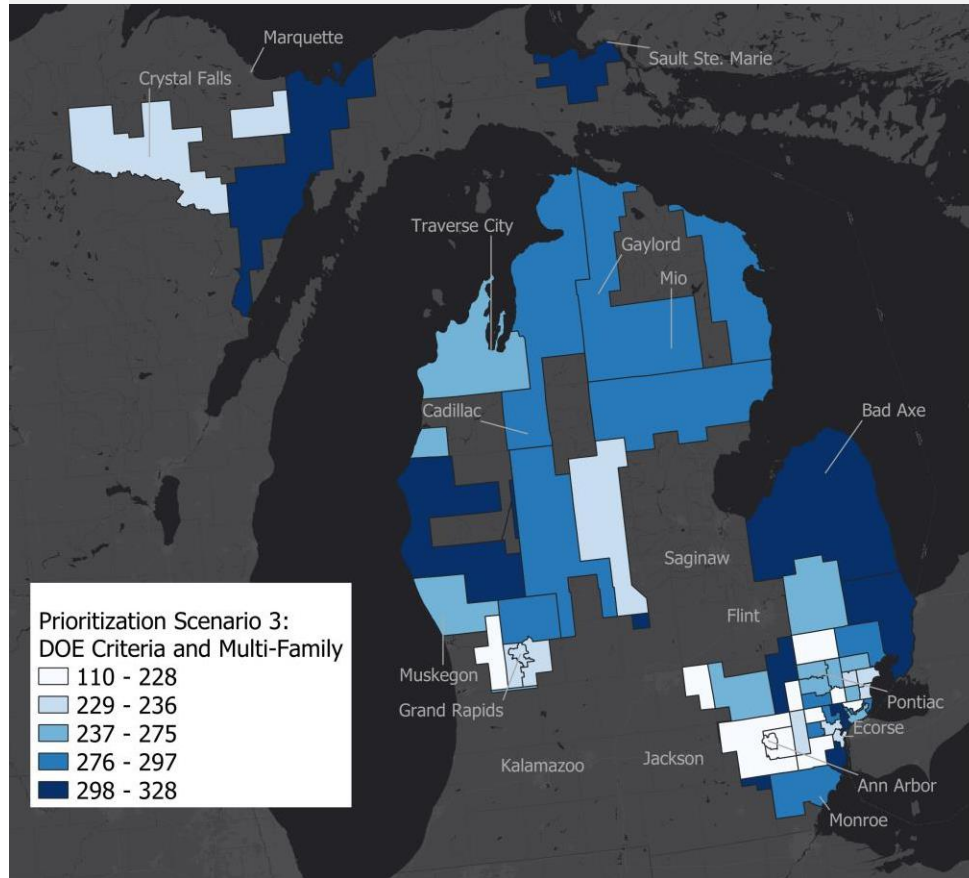 Marquette
Sault Ste. Marie
Crystal Falls
Traverse City
Gaylord
Mio
Cadillac
Bad Axe
Saginaw
Flint
Muskegon
Grand Rapids
Pontiac
Ecorse
Kalamazoo
Jackson
Ann Arbor
Monroe
Prioritization Scenario 3:
DOE Criteria and Multi-Family
110 - 228
229 - 236
237 - 275
276 - 297
298 - 328